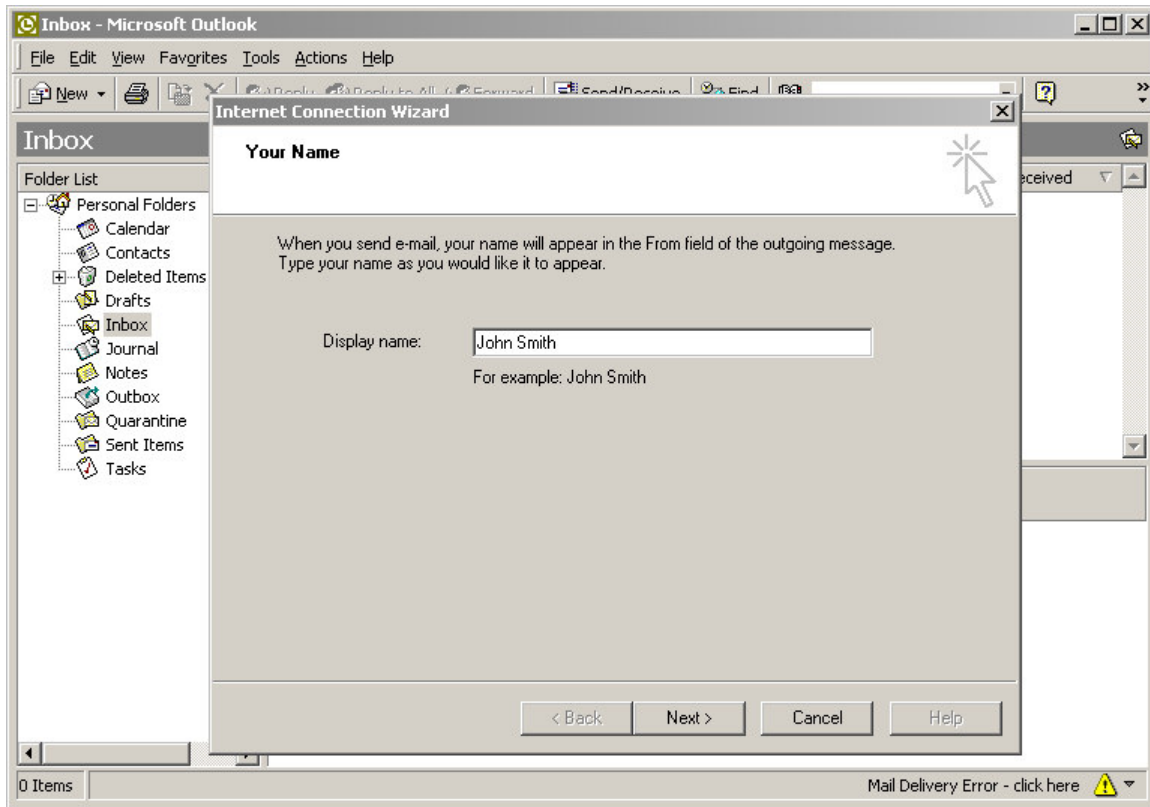 Inbox - Microsoft Outlook
File Edit View Favorites Tools Actions Help
New
Find
Internet Connection Wizard
Inbox
Your Name
Folder List
Personal Folders
Calendar
Contacts
Deleted Items
Drafts
Inbox
Journal
Notes
Outbox
Quarantine
Sent Items
Tasks
When you send e-mail, your name will appear in the From field of the outgoing message.
Type your name as you would like it to appear.
Display name: John Smith
For example: John Smith
< Back Next > Cancel Help
0 Items Mail Delivery Error - click here